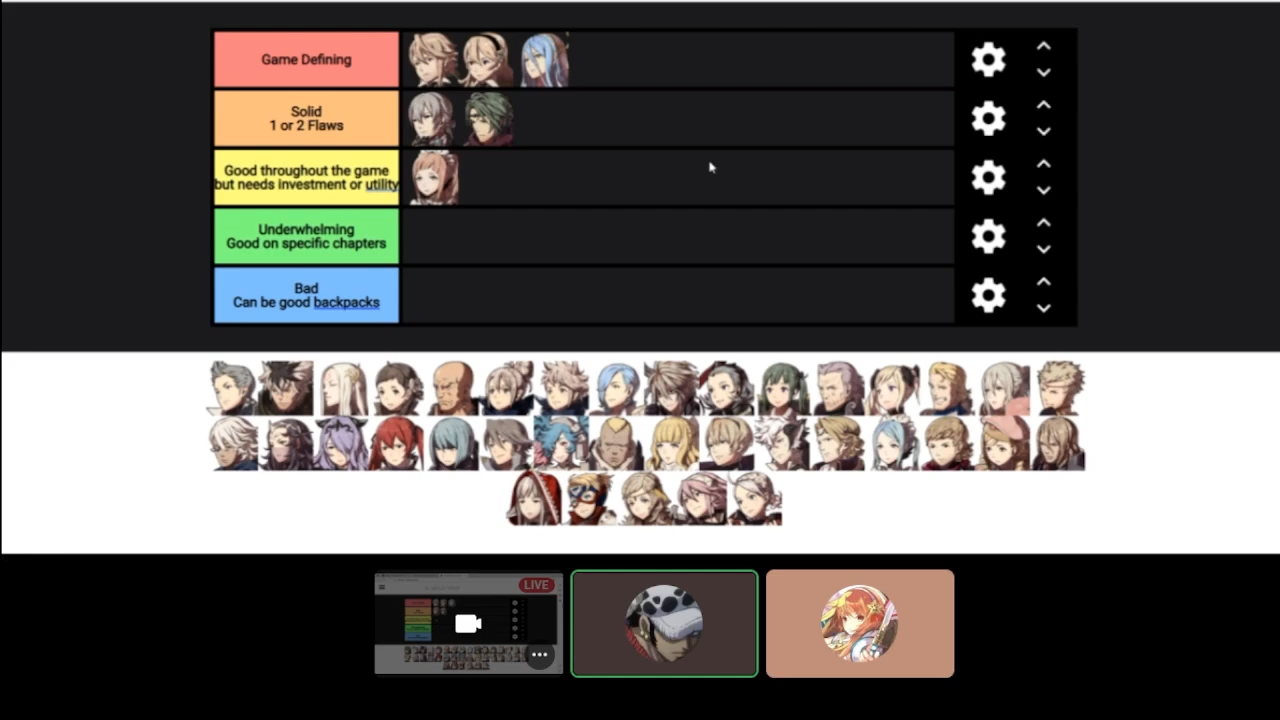 Game Defining
Solid
1 or 2 Flaws
Good throughout the game
but needs investment or utility
Underwhelming
Good on specific chapters
Bad
Can be good backpacks
LIVE